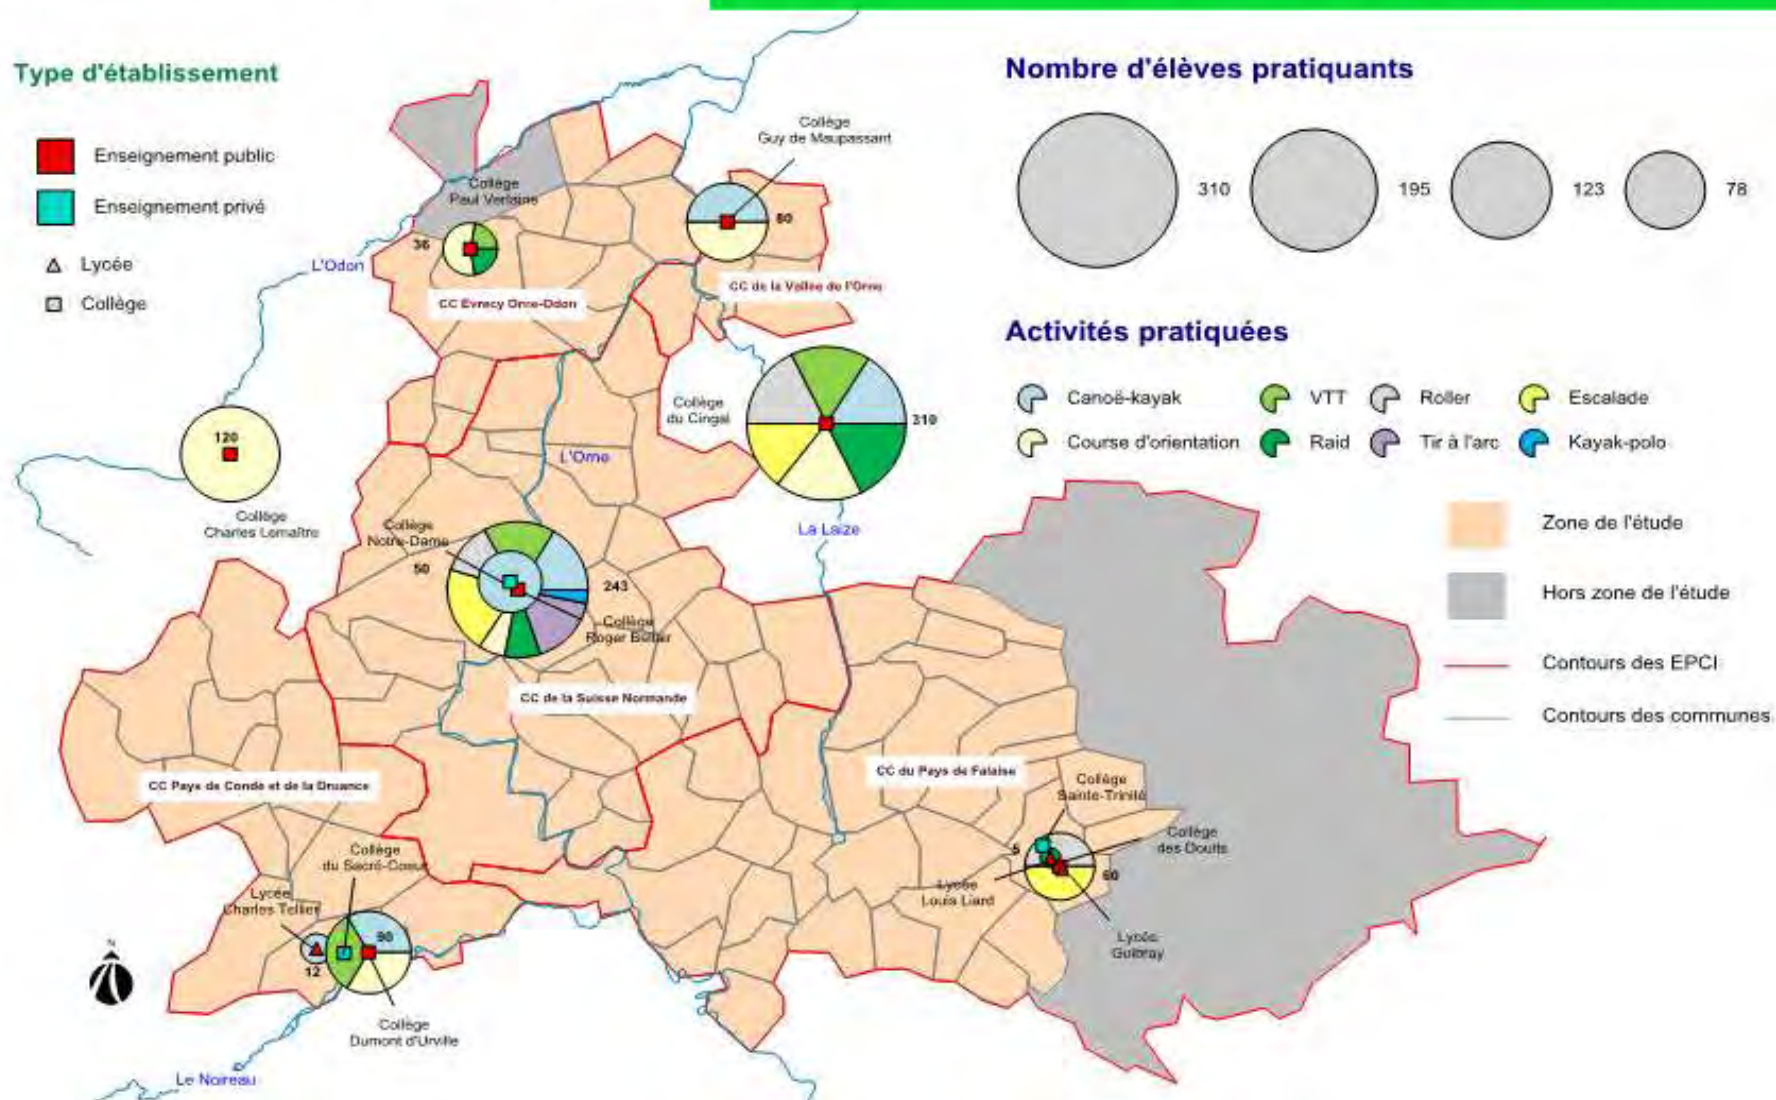 Type d'établissement
Enseignement public
Enseignement privé
Lycée
Collège
Nombre d'élèves pratiquants
310
195
123
78
Activités pratiquées
Canoë-kayak
VTT
Roller
Escalade
Course d'orientation
Raid
Tir à l'arc
Kayak-polo
Zone de l'étude
Hors zone de l'étude
Contours des EPCI
Contours des communes
Collège
Guy de Maupassant
80
Collège
Paul Verlaine
36
L'Odon
CC Evrecy Orne-Odon
CC de la Vallée de l'Orne
Collège
du Cingal
310
120
Collège
Charles Lemaître
L'Orne
La Laize
Collège
Notre-Dame
50
243
Collège
Roger Bellier
CC de la Suisse Normande
CC Pays de Condé et de la Druance
CC du Pays de Falaise
Collège
Sainte-Trinité
Collège
des Douits
5
60
Lycée
Louis Liard
Lycée
Guibray
Collège
du Sacré-Coeur
Lycée
Charles Tellier
90
12
Collège
Dumont d'Urville
N
Le Noireau